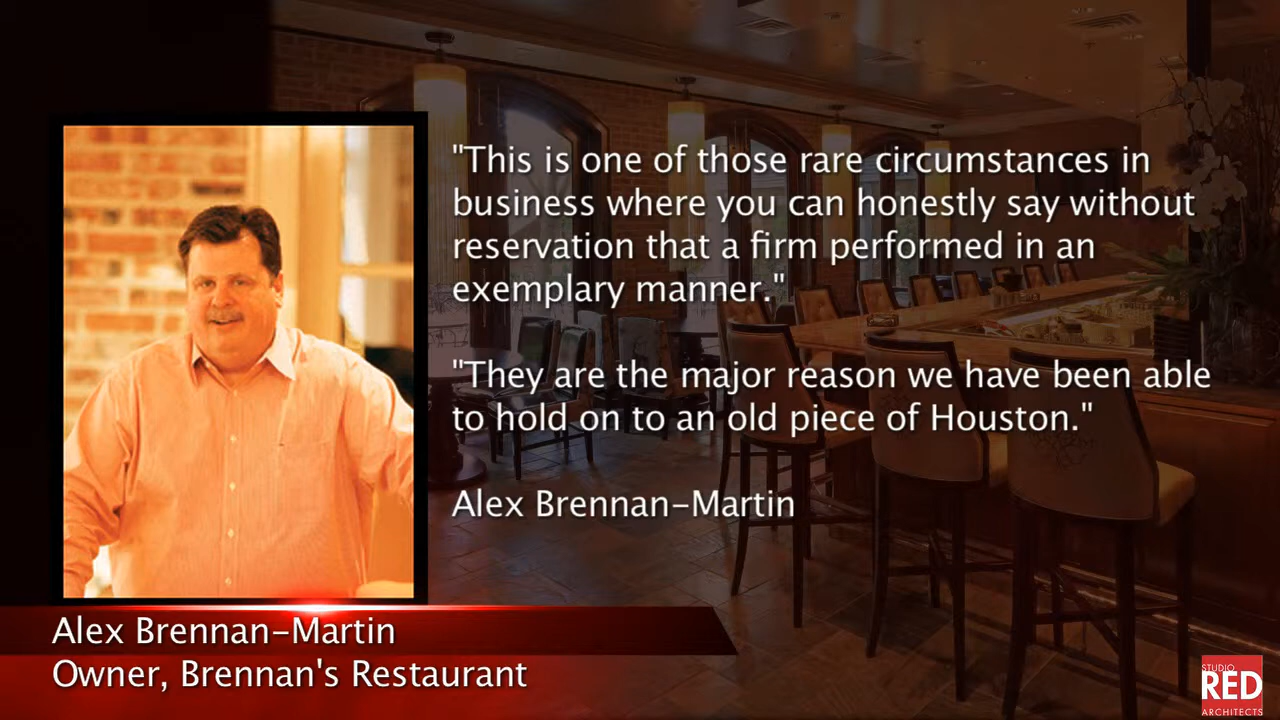 "This is one of those rare circumstances in
business where you can honestly say without
reservation that a firm performed in an
exemplary manner."
"They are the major reason we have been able
to hold on to an old piece of Houston."
Alex Brennan-Martin
Alex Brennan-Martin
Owner, Brennan's Restaurant
STUDIO
RED
ARCHITECTS